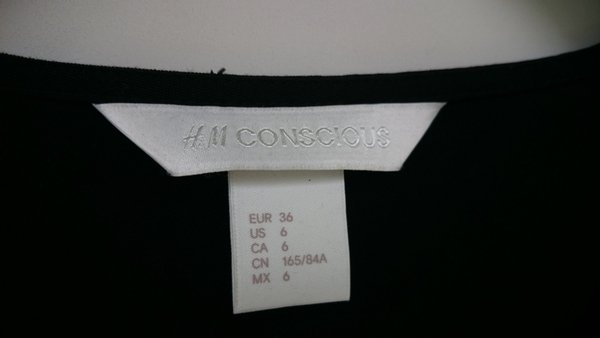 H&M CONSCIOUS
EUR 36
US 6
CA 6
CN 165/84A
MX 6